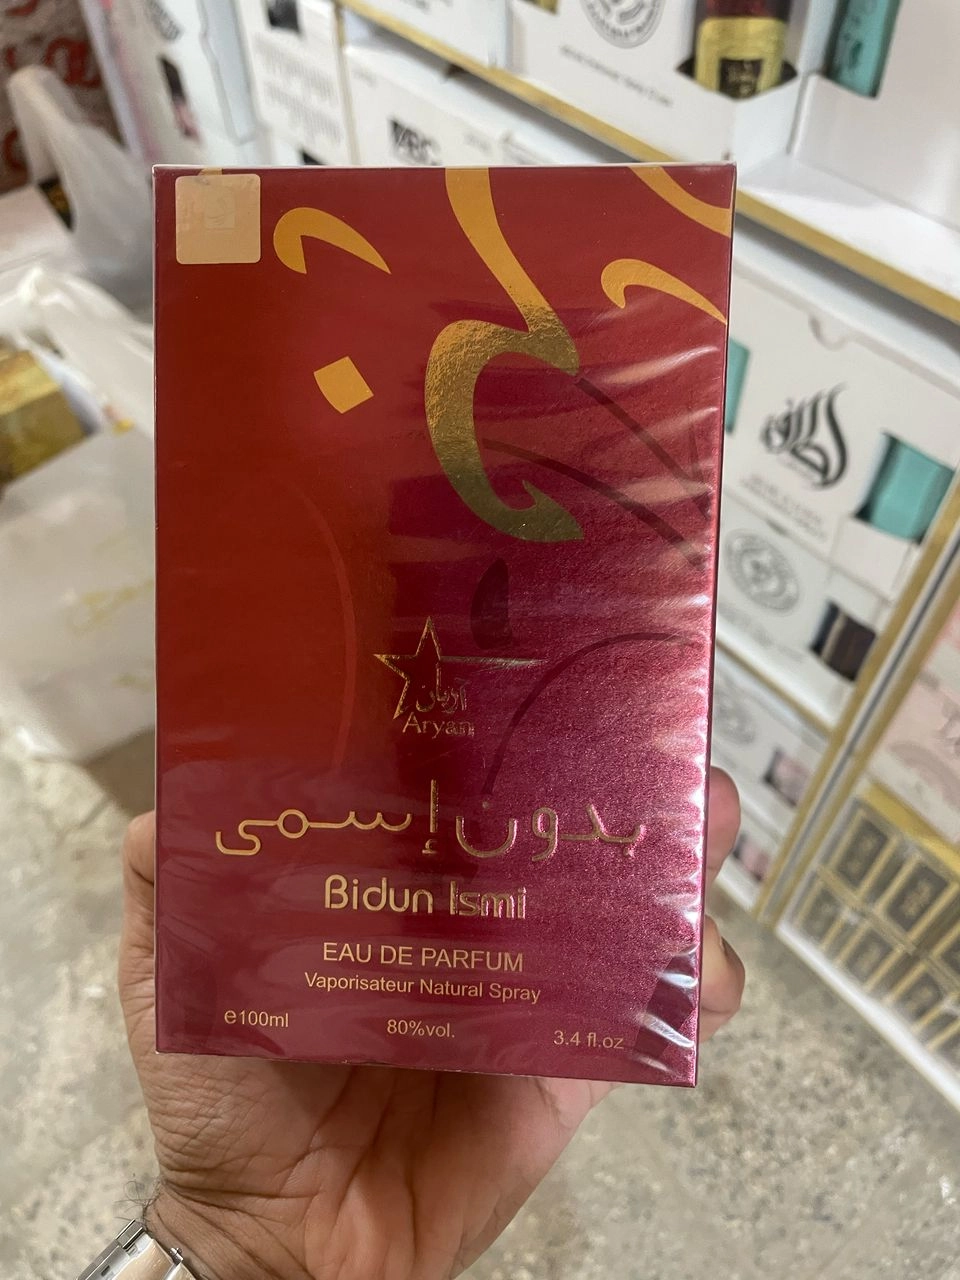 آريان
Aryan
بدون إسمى
Bidun Ismi
EAU DE PARFUM
Vaporisateur Natural Spray
e100ml 80%vol. 3.4 fl.oz